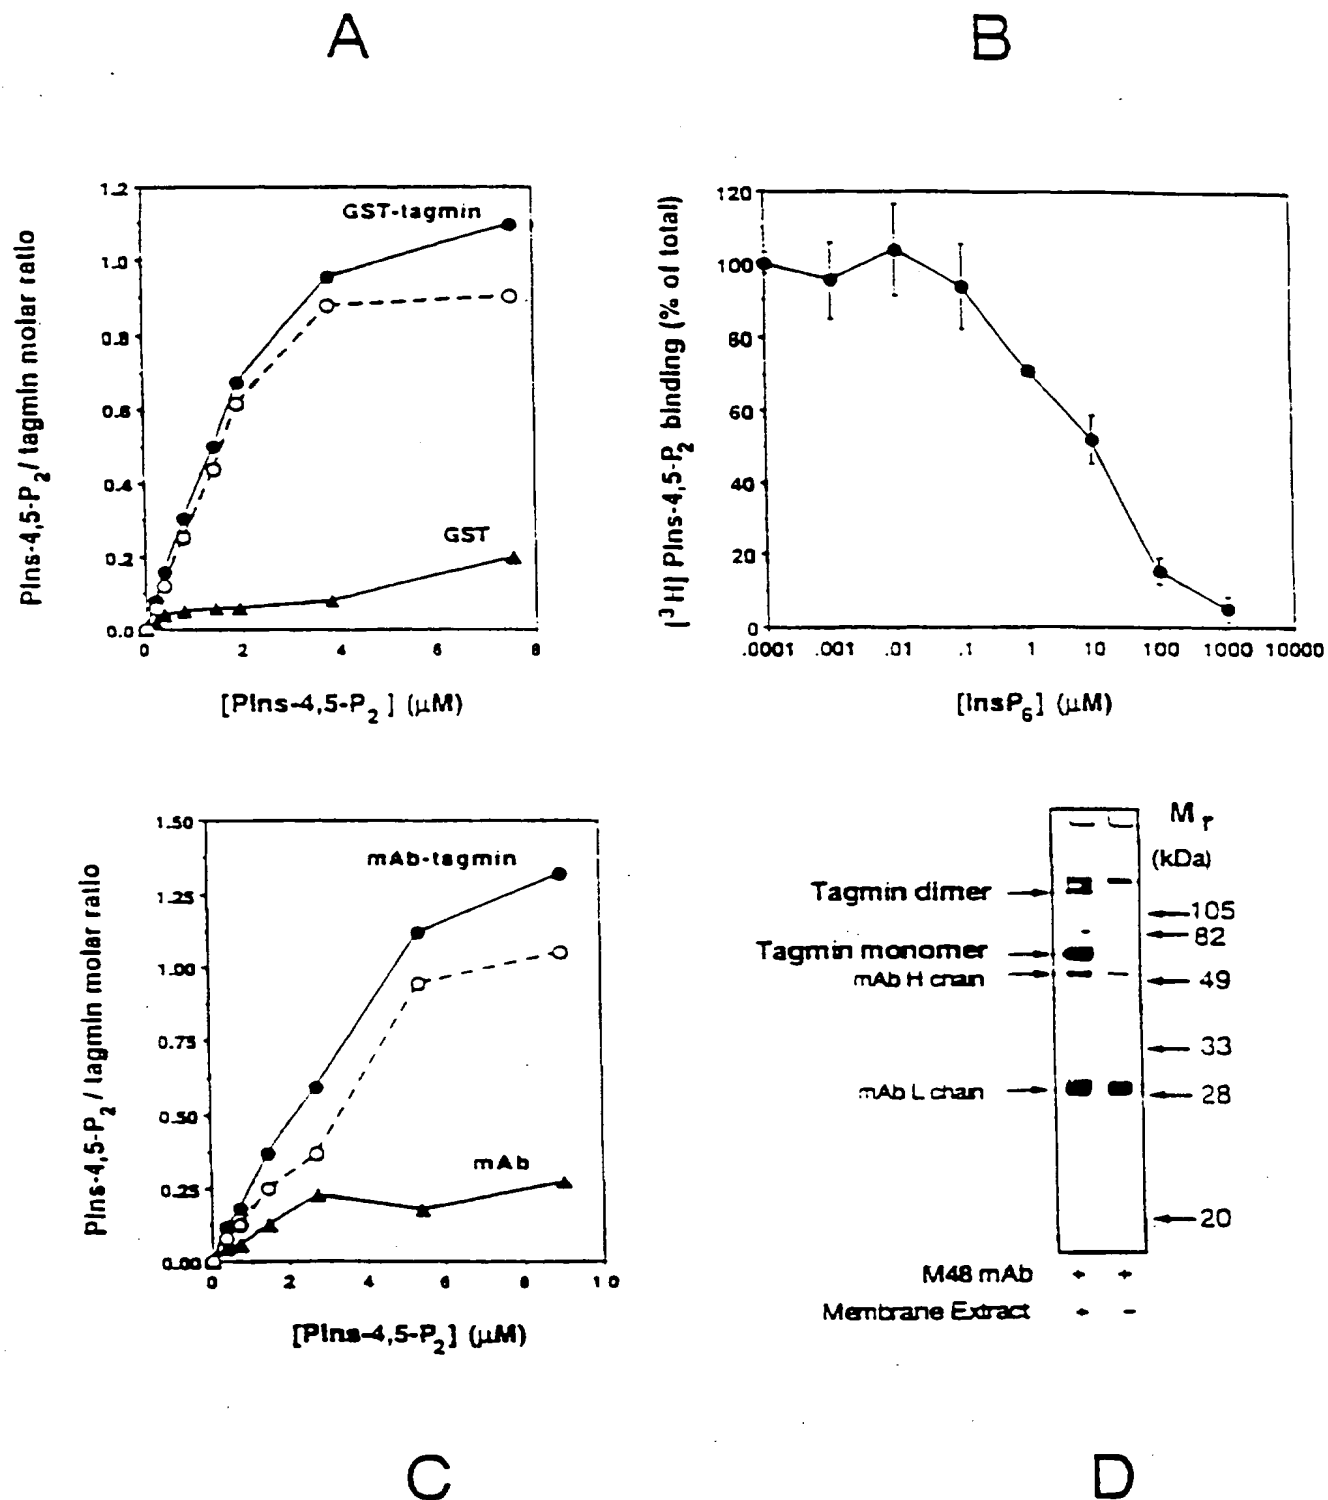 A
B
1.2
1.0
0.8
0.6
0.4
0.2
0.0
0
2
4
6
8
GST-tagmin
GST
PIns-4,5-P2/ tagmin molar ratio
[PIns-4,5-P2 ] (μM)
120
100
80
60
40
20
0
.0001 .001 .01 .1 1 10 100 1000 10000
[3H] PIns-4,5-P2 binding (% of total)
[InsP6] (μM)
1.50
1.25
1.00
0.75
0.50
0.25
0.00
0
2
4
6
8
10
mAb-tagmin
mAb
PIns-4,5-P2/ tagmin molar ratio
[PIns-4,5-P2] (μM)
Mr
(kDa)
Tagmin dimer
105
82
Tagmin monomer
mAb H chain
49
33
mAb L chain
28
20
M48 mAb + +
Membrane Extract + −
C
D